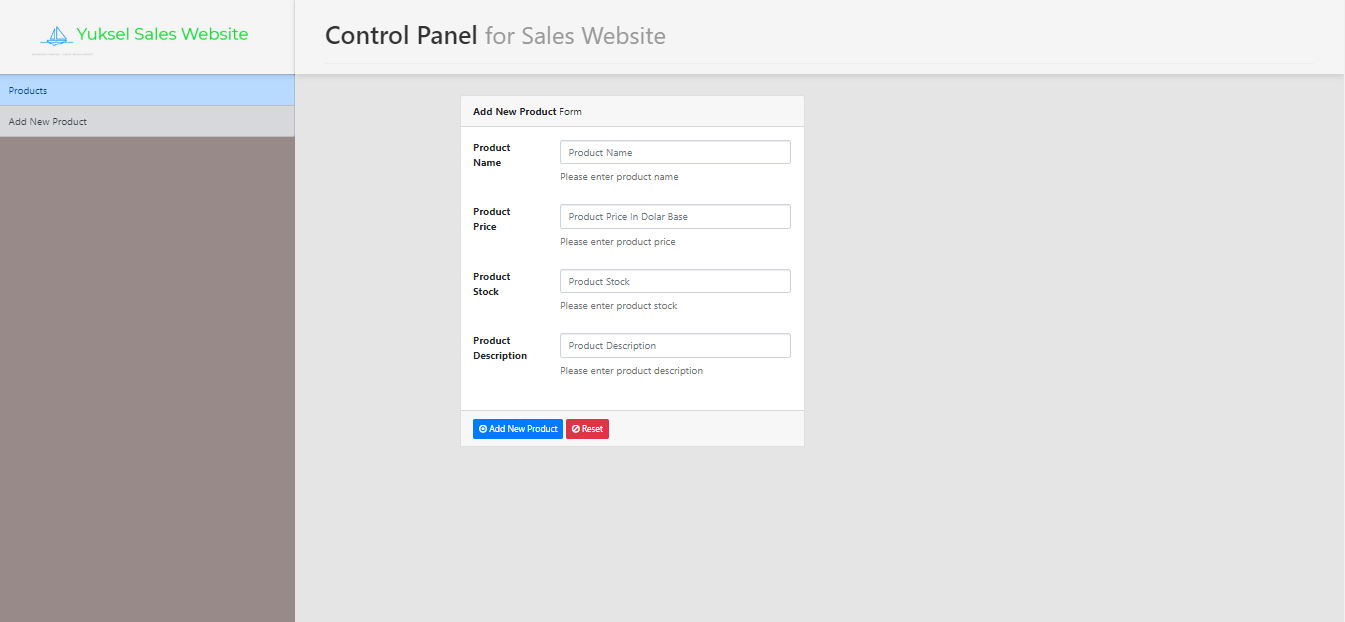 Yuksel Sales Website
Control Panel for Sales Website
Products
Add New Product
Add New Product Form
Product
Name
Product Name
Please enter product name
Product
Price
Product Price In Dolar Base
Please enter product price
Product
Stock
Product Stock
Please enter product stock
Product
Description
Product Description
Please enter product description
Add New Product
Reset